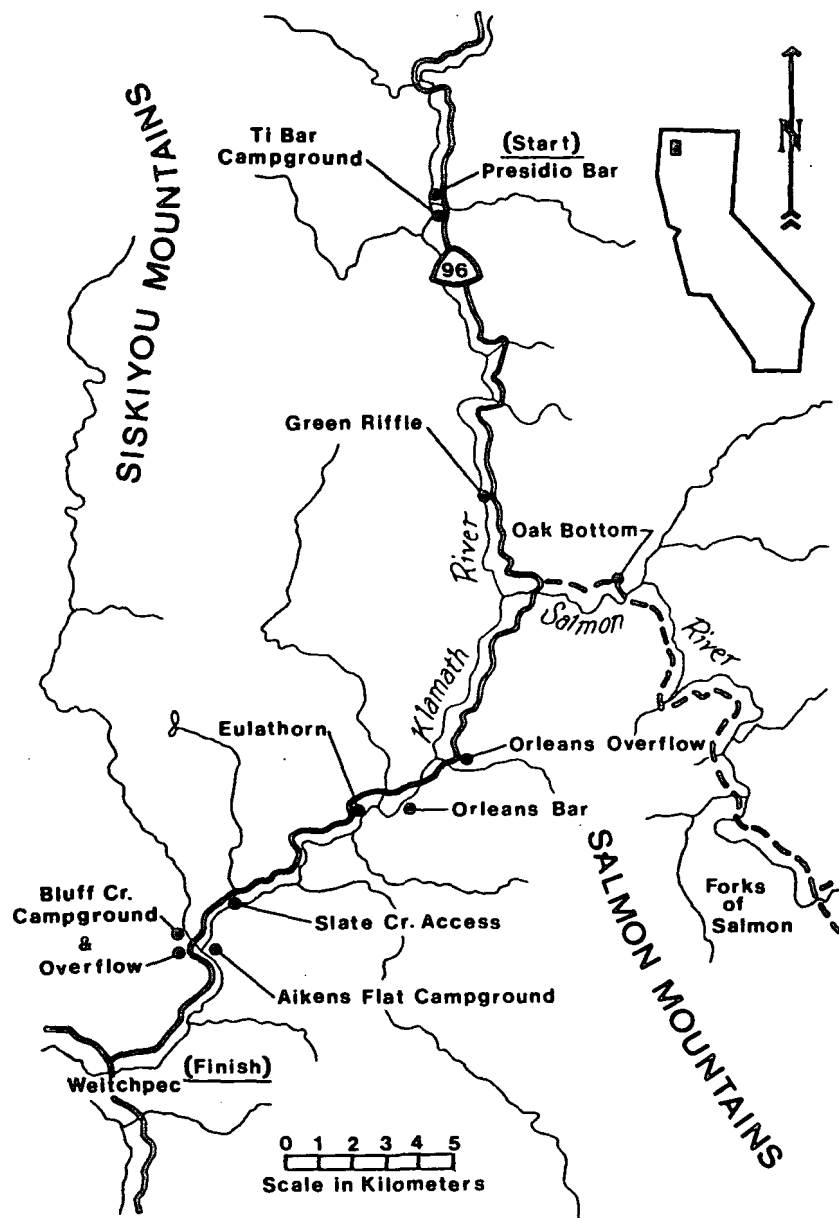 Ti Bar
Campground
(Start)
Presidio Bar
N
96
SISKIYOU MOUNTAINS
Green Riffle
Oak Bottom
River
Salmon
River
Klamath
Eulathorn
Orleans Overflow
Orleans Bar
Bluff Cr.
Campground
&
Overflow
Slate Cr. Access
Forks
of
Salmon
SALMON MOUNTAINS
Aikens Flat Campground
Weitchpec
(Finish)
0 1 2 3 4 5
Scale in Kilometers